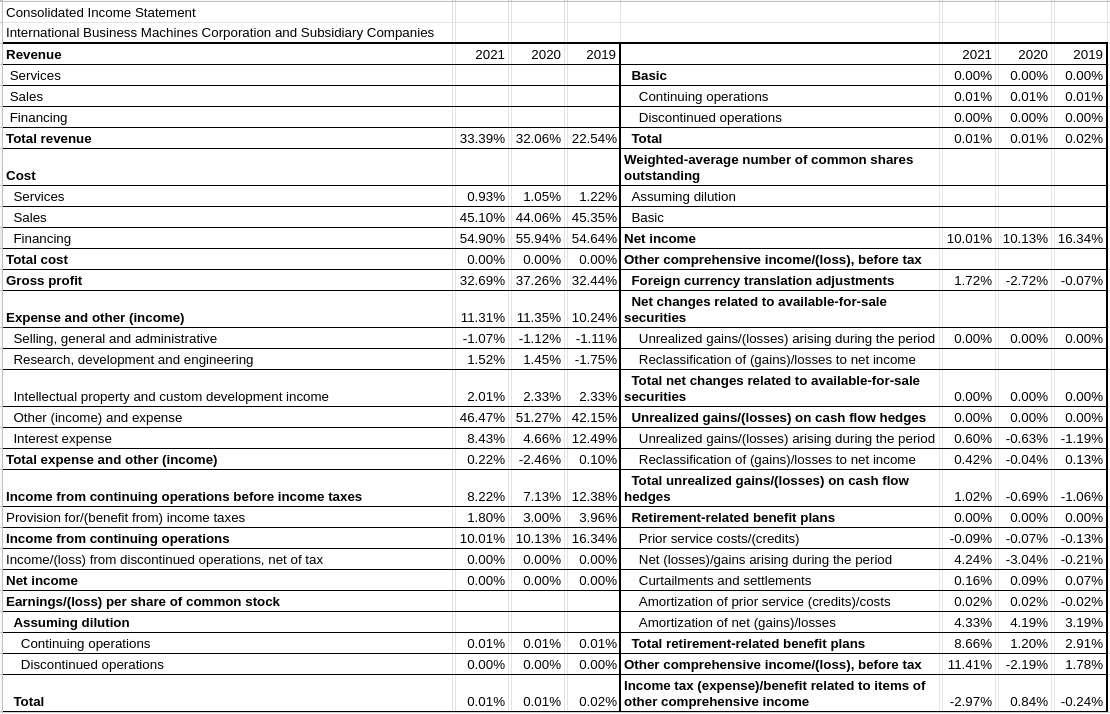 Consolidated Income Statement
International Business Machines Corporation and Subsidiary Companies
Revenue 2021 2020 2019
Services
Sales
Financing
Total revenue 33.39% 32.06% 22.54%
Cost
Services 0.93% 1.05% 1.22%
Sales 45.10% 44.06% 45.35%
Financing 54.90% 55.94% 54.64%
Total cost 0.00% 0.00% 0.00%
Gross profit 32.69% 37.26% 32.44%
Expense and other (income) 11.31% 11.35% 10.24%
Selling, general and administrative -1.07% -1.12% -1.11%
Research, development and engineering 1.52% 1.45% -1.75%
Intellectual property and custom development income 2.01% 2.33% 2.33%
Other (income) and expense 46.47% 51.27% 42.15%
Interest expense 8.43% 4.66% 12.49%
Total expense and other (income) 0.22% -2.46% 0.10%
Income from continuing operations before income taxes 8.22% 7.13% 12.38%
Provision for/(benefit from) income taxes 1.80% 3.00% 3.96%
Income from continuing operations 10.01% 10.13% 16.34%
Income/(loss) from discontinued operations, net of tax 0.00% 0.00% 0.00%
Net income 0.00% 0.00% 0.00%
Earnings/(loss) per share of common stock
Assuming dilution
Continuing operations 0.01% 0.01% 0.01%
Discontinued operations 0.00% 0.00% 0.00%
Total 0.01% 0.01% 0.02%
2021 2020 2019
Basic 0.00% 0.00% 0.00%
Continuing operations 0.01% 0.01% 0.01%
Discontinued operations 0.00% 0.00% 0.00%
Total 0.01% 0.01% 0.02%
Weighted-average number of common shares
outstanding
Assuming dilution
Basic
Net income 10.01% 10.13% 16.34%
Other comprehensive income/(loss), before tax
Foreign currency translation adjustments 1.72% -2.72% -0.07%
Net changes related to available-for-sale
securities
Unrealized gains/(losses) arising during the period 0.00% 0.00% 0.00%
Reclassification of (gains)/losses to net income
Total net changes related to available-for-sale
securities 0.00% 0.00% 0.00%
Unrealized gains/(losses) on cash flow hedges 0.00% 0.00% 0.00%
Unrealized gains/(losses) arising during the period 0.60% -0.63% -1.19%
Reclassification of (gains)/losses to net income 0.42% -0.04% 0.13%
Total unrealized gains/(losses) on cash flow
hedges 1.02% -0.69% -1.06%
Retirement-related benefit plans 0.00% 0.00% 0.00%
Prior service costs/(credits) -0.09% -0.07% -0.13%
Net (losses)/gains arising during the period 4.24% -3.04% -0.21%
Curtailments and settlements 0.16% 0.09% 0.07%
Amortization of prior service (credits)/costs 0.02% 0.02% -0.02%
Amortization of net (gains)/losses 4.33% 4.19% 3.19%
Total retirement-related benefit plans 8.66% 1.20% 2.91%
Other comprehensive income/(loss), before tax 11.41% -2.19% 1.78%
Income tax (expense)/benefit related to items of
other comprehensive income -2.97% 0.84% -0.24%